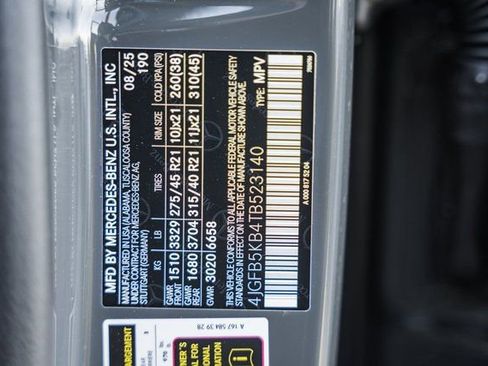 MFD BY MERCEDES-BENZ U.S. INTL., INC
MANUFACTURED IN USA (ALABAMA, TUSCALOOSA COUNTY)
UNDER CONTRACT FOR MERCEDES-BENZ AG,
STUTTGART (GERMANY)
08/25
190
KG LB TIRES RIM SIZE COLD KPA (PSI)
GAWR FRONT 1510 3329 275/45 R21 10Jx21 260(38)
GAWR REAR 1680 3704 315/40 R21 11Jx21 310(45)
GVWR 3020 6658
THIS VEHICLE CONFORMS TO ALL APPLICABLE FEDERAL MOTOR VEHICLE SAFETY
STANDARDS IN EFFECT ON THE DATE OF MANUFACTURE SHOWN ABOVE.
4JGFB5KB4TB523140
TYPE: MPV
A 000 817 52 04
A 167 584 39 28